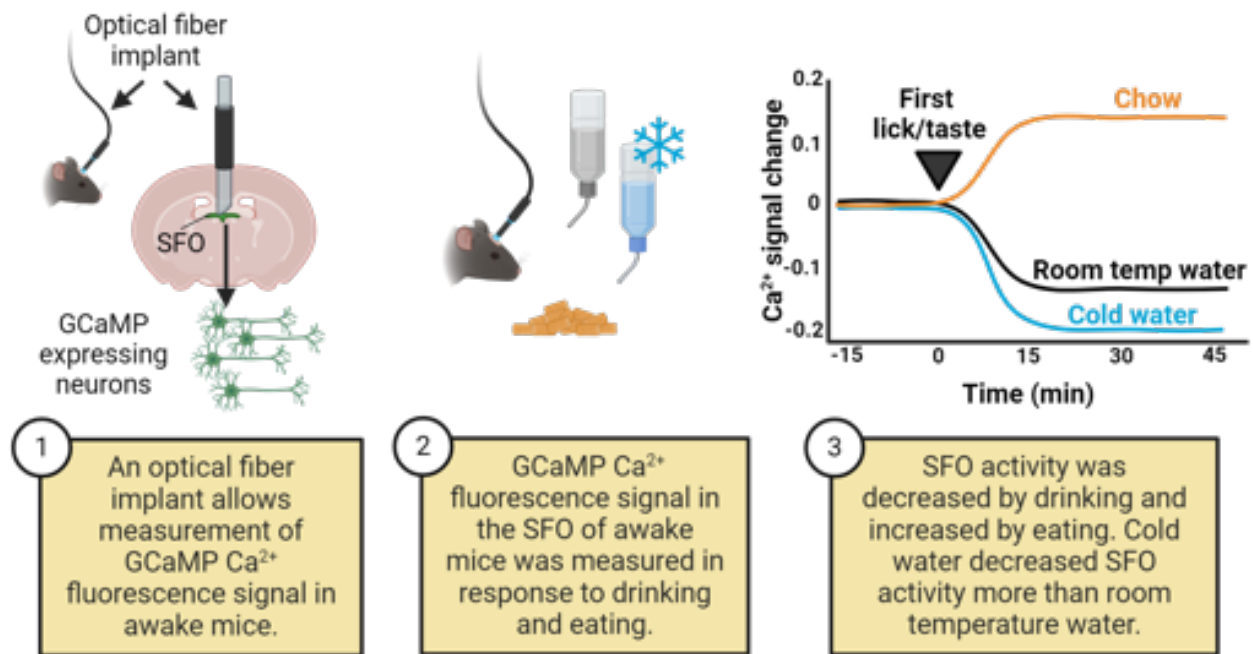 Optical fiber
implant
SFO
GCaMP
expressing
neurons
0.2
0.1
0
-0.1
-0.2
Ca²⁺ signal change
First
lick/taste
Chow
Room temp water
Cold water
-15
0
15
30
45
Time (min)
1
An optical fiber
implant allows
measurement of
GCaMP Ca²⁺
fluorescence signal in
awake mice.
2
GCaMP Ca²⁺
fluorescence signal in
the SFO of awake
mice was measured in
response to drinking
and eating.
3
SFO activity was
decreased by drinking and
increased by eating. Cold
water decreased SFO
activity more than room
temperature water.